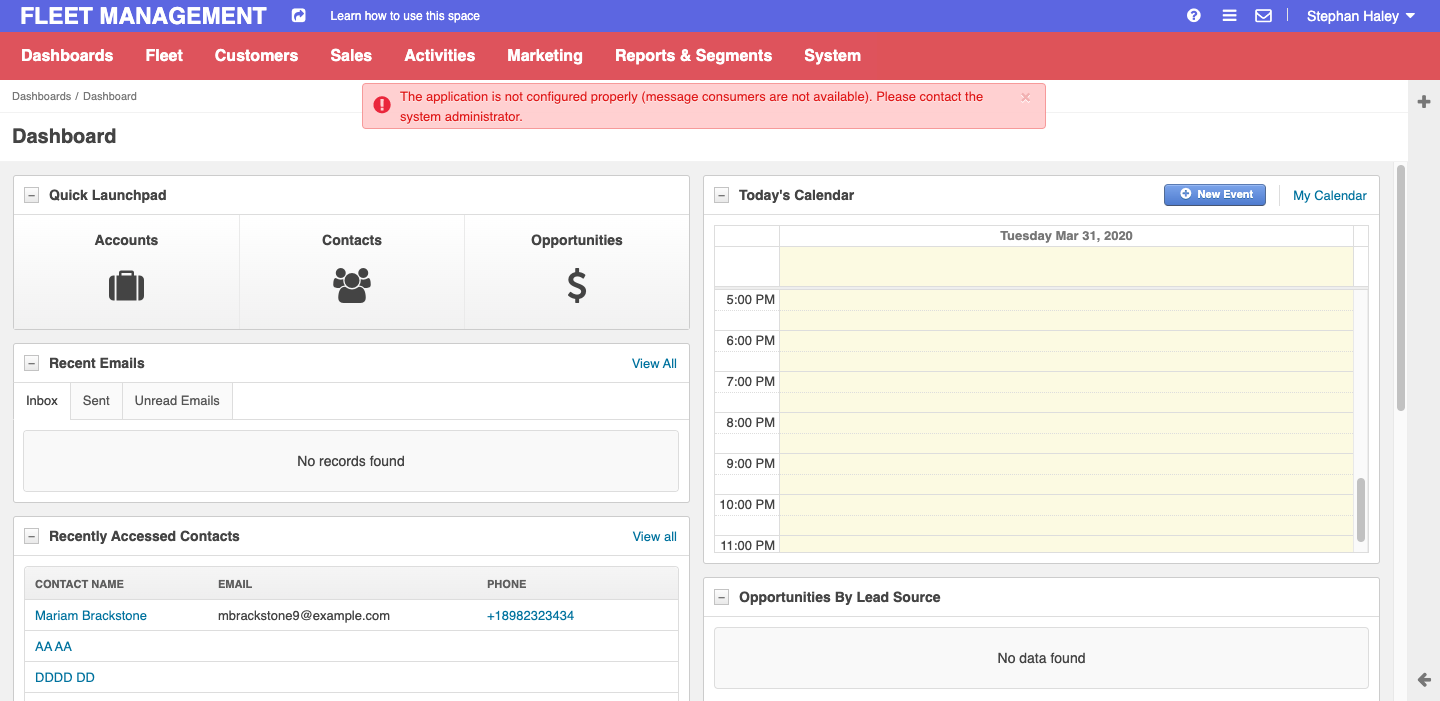 FLEET MANAGEMENT
Learn how to use this space
Stephan Haley
Dashboards
Fleet
Customers
Sales
Activities
Marketing
Reports & Segments
System
Dashboards / Dashboard
The application is not configured properly (message consumers are not available). Please contact the
system administrator.
×
Dashboard
Quick Launchpad
Accounts
Contacts
Opportunities
Recent Emails
View All
Inbox
Sent
Unread Emails
No records found
Recently Accessed Contacts
View all
CONTACT NAME EMAIL PHONE
Mariam Brackstone mbrackstone9@example.com +18982323434
AA AA
DDDD DD
Today's Calendar
New Event
My Calendar
Tuesday Mar 31, 2020
5:00 PM
6:00 PM
7:00 PM
8:00 PM
9:00 PM
10:00 PM
11:00 PM
Opportunities By Lead Source
No data found